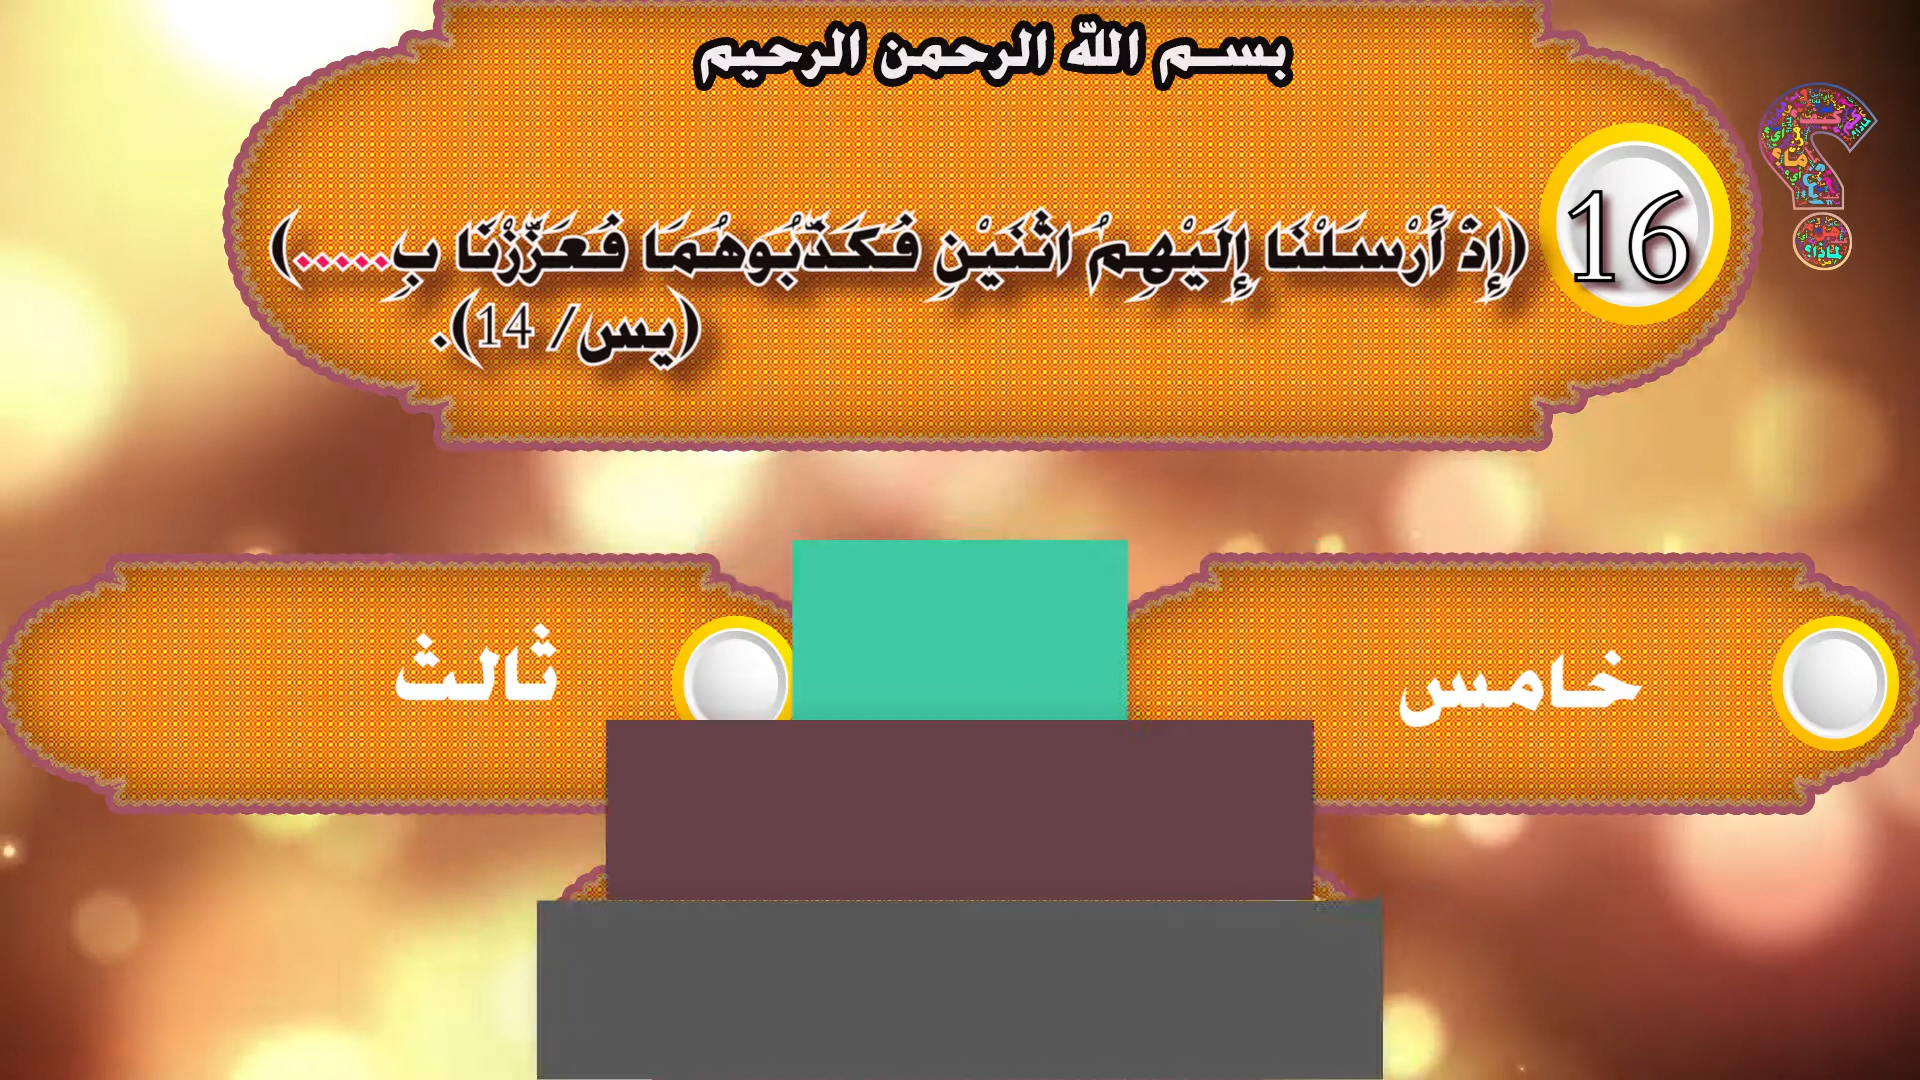 بسم الله الرحمن الرحيم
16
(إِذْ أَرْسَلْنَا إِلَيْهِمُ اثْنَيْنِ فَكَذَّبُوهُمَا فَعَزَّزْنَا بِ.....)
(يس/ 14).
خامس
ثالث